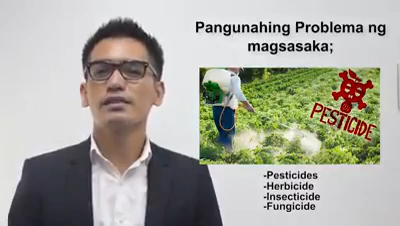 Pangunahing Problema ng
magsasaka;
PESTICIDE
-Pesticides
-Herbicide
-Insecticide
-Fungicide